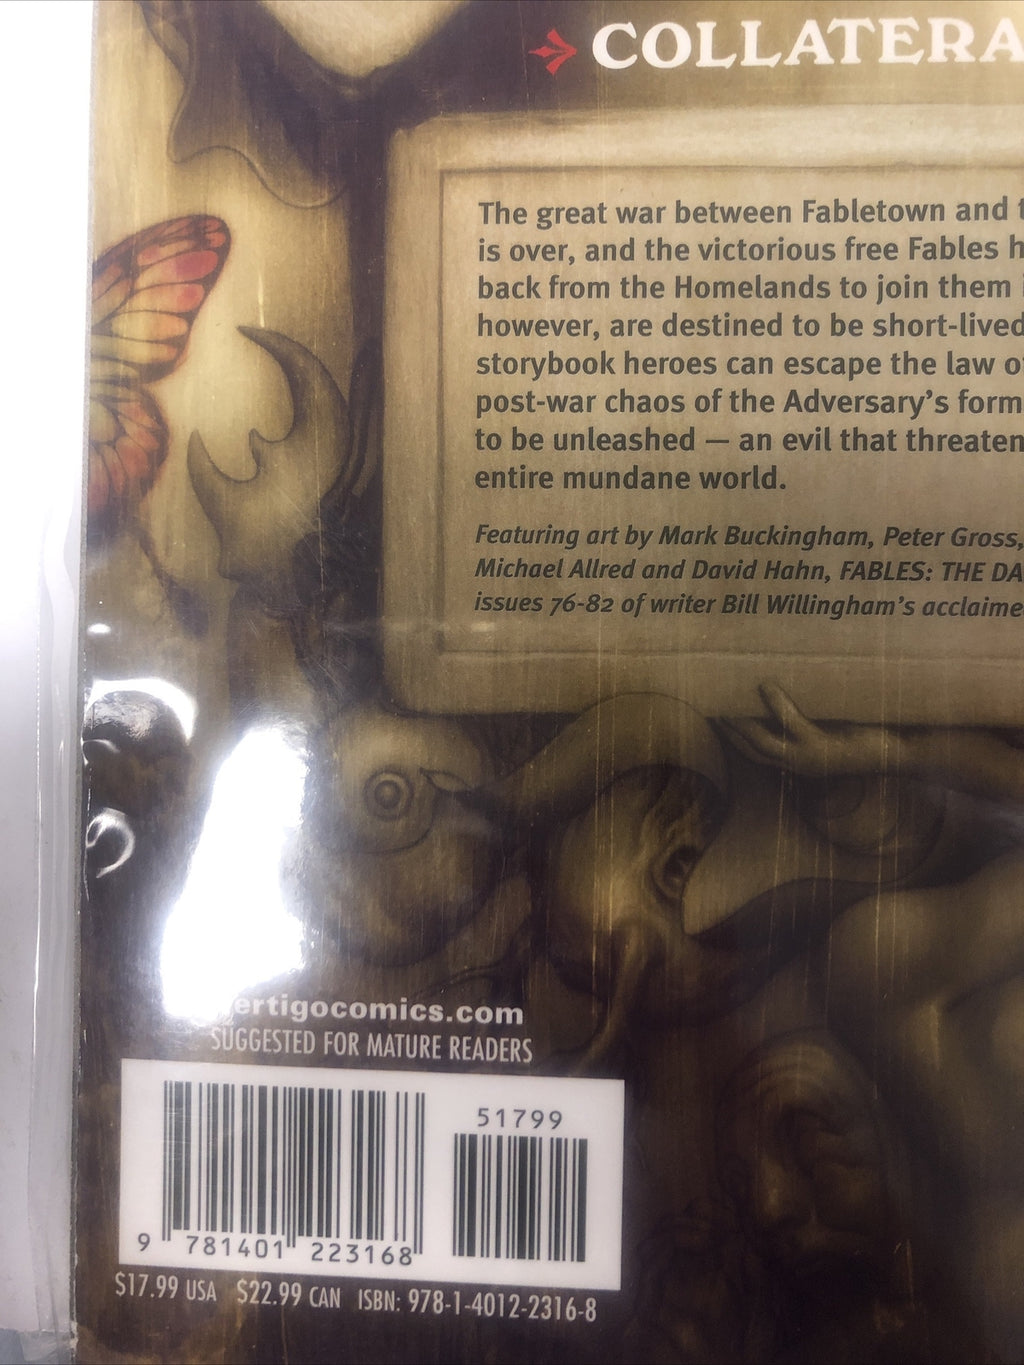 COLLATERA
The great war between Fabletown and t
is over, and the victorious free Fables h
back from the Homelands to join them i
however, are destined to be short-lived
storybook heroes can escape the law of
post-war chaos of the Adversary's form
to be unleashed — an evil that threaten
entire mundane world.
Featuring art by Mark Buckingham, Peter Gross,
Michael Allred and David Hahn, FABLES: THE DA
issues 76-82 of writer Bill Willingham's acclaime
ertigocomics.com
SUGGESTED FOR MATURE READERS
51799
9 781401 223168
$17.99 USA $22.99 CAN ISBN: 978-1-4012-2316-8